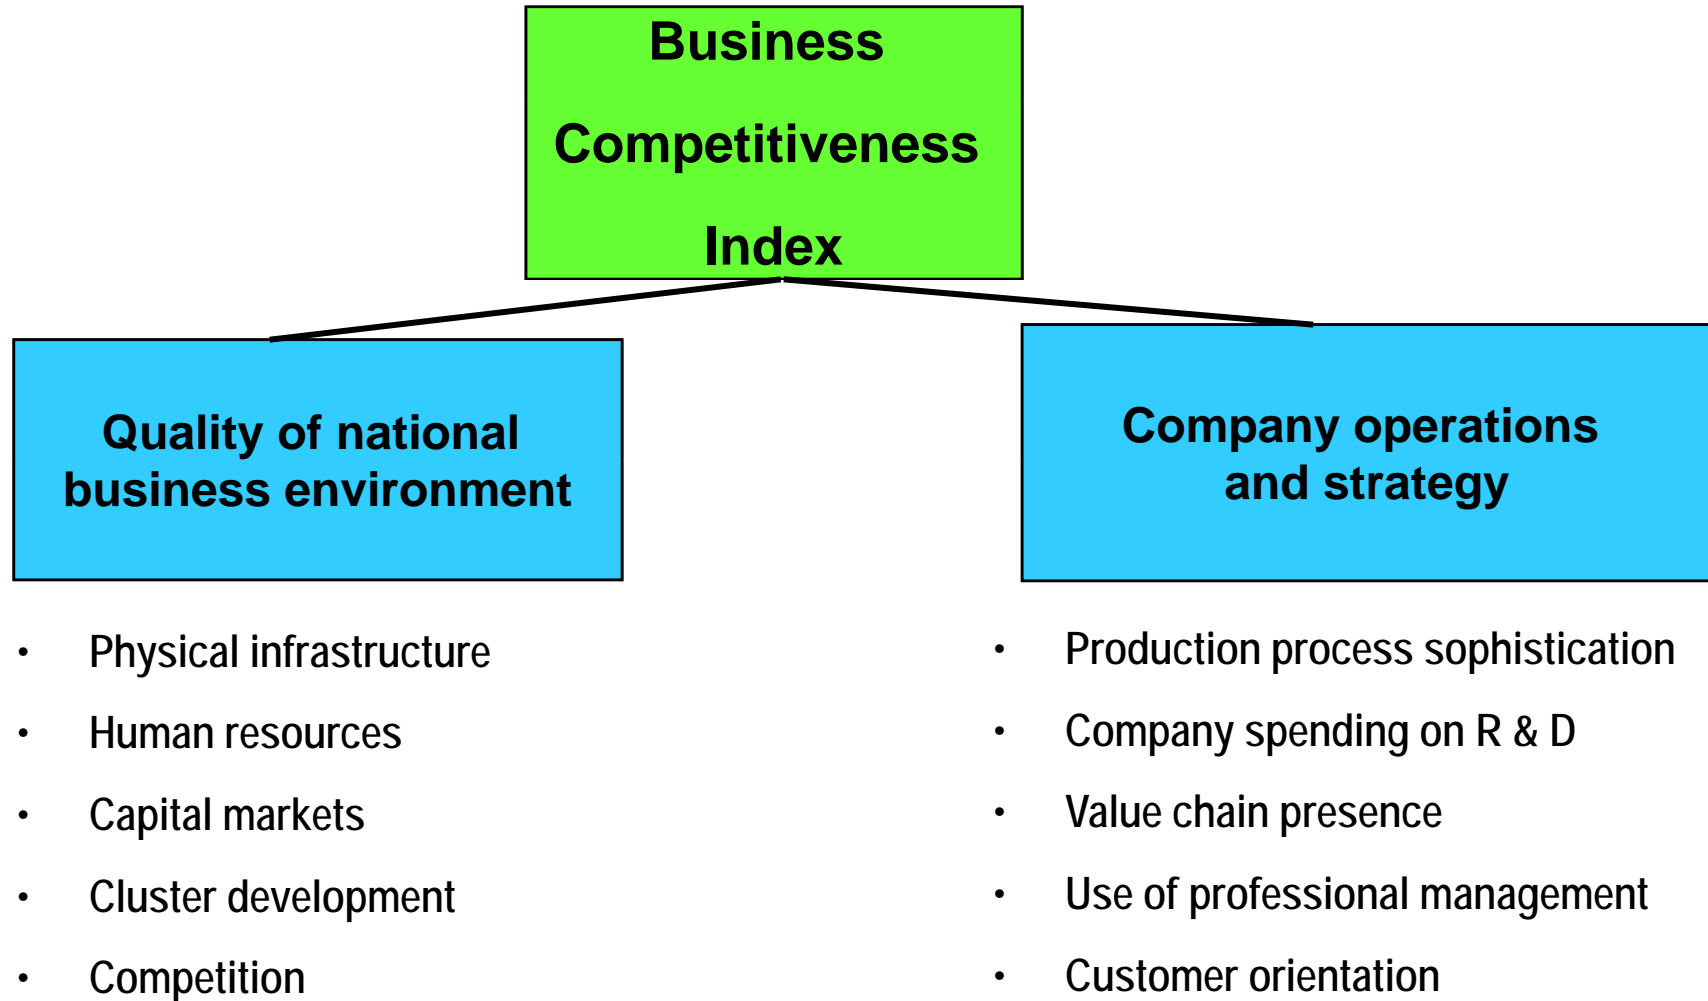 Business
Competitiveness
Index
Quality of national
business environment
Company operations
and strategy
• Physical infrastructure
• Human resources
• Capital markets
• Cluster development
• Competition
• Production process sophistication
• Company spending on R & D
• Value chain presence
• Use of professional management
• Customer orientation